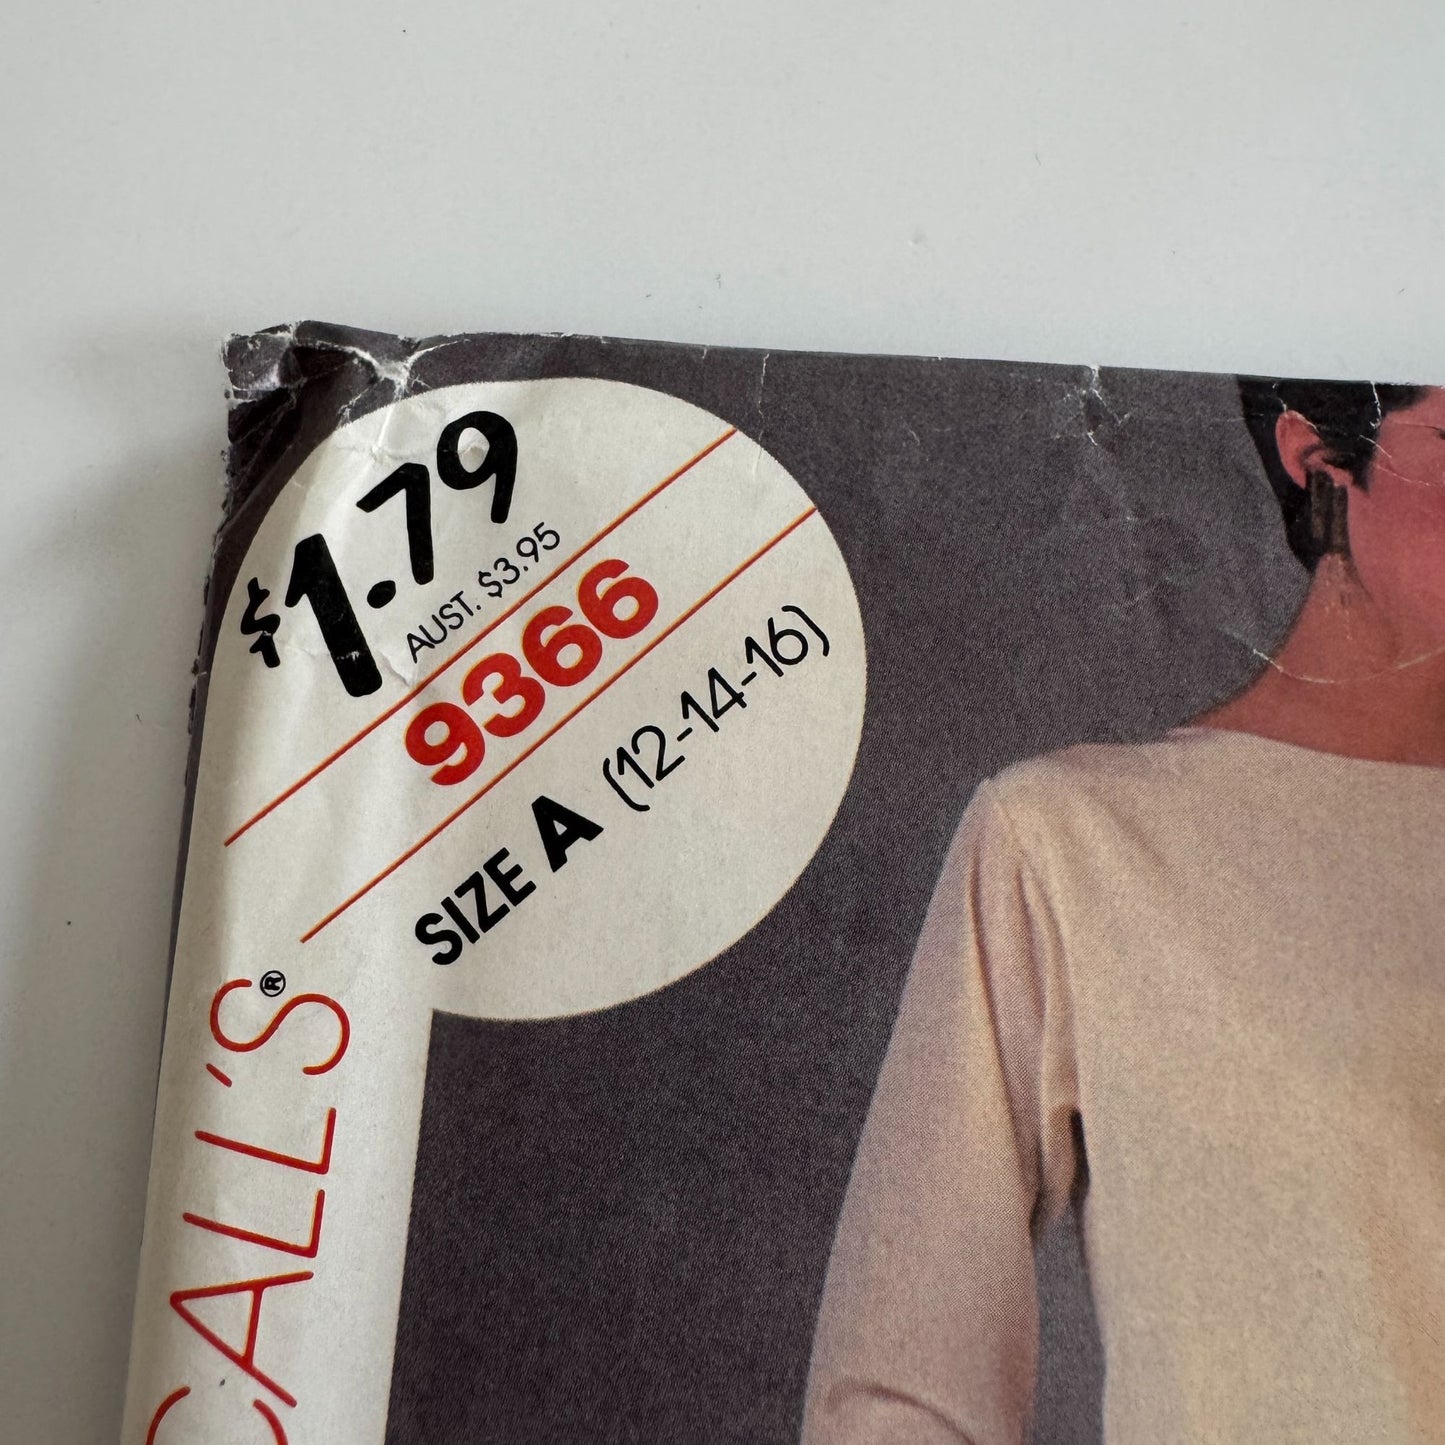 $1.79
AUST. $3.95
9366
SIZE A (12-14-16)
CALL'S®